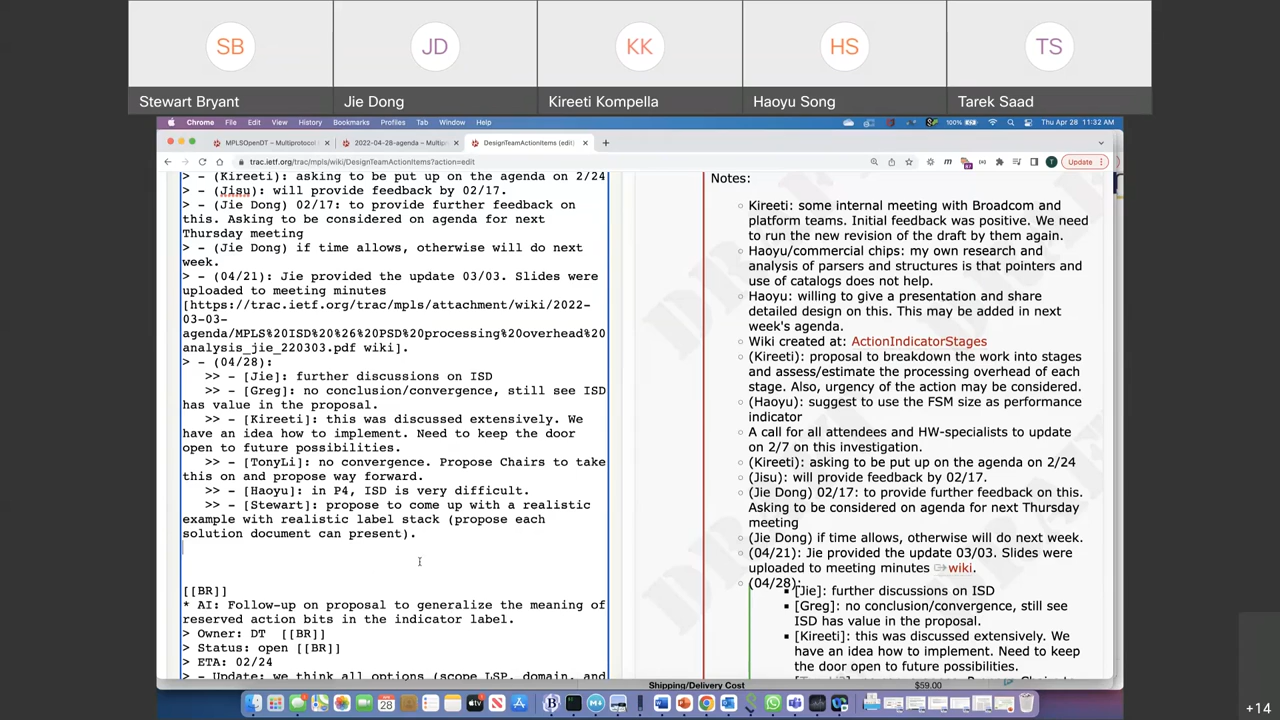 SB
JD
KK
HS
TS
Stewart Bryant
Jie Dong
Kireeti Kompella
Haoyu Song
Tarek Saad
Chrome File Edit View History Bookmarks Profiles Tab Window Help
100%
Thu Apr 28 11:32 AM
MPLSOpenDT – Multiprotocol
2022-04-28-agenda – Multipr
DesignTeamActionItems (edit)
trac.ietf.org/trac/mpls/wiki/DesignTeamActionItems?action=edit
Update
> - (Kireeti): asking to be put up on the agenda on 2/24
> - (Jisu): will provide feedback by 02/17.
> - (Jie Dong) 02/17: to provide further feedback on
this. Asking to be considered on agenda for next
Thursday meeting
> - (Jie Dong) if time allows, otherwise will do next
week.
> - (04/21): Jie provided the update 03/03. Slides were
uploaded to meeting minutes
[https://trac.ietf.org/trac/mpls/attachment/wiki/2022-
03-03-
agenda/MPLS%20ISD%20%26%20PSD%20processing%20overhead%20
analysis_jie_220303.pdf wiki].
> - (04/28):
>> - [Jie]: further discussions on ISD
>> - [Greg]: no conclusion/convergence, still see ISD
has value in the proposal.
>> - [Kireeti]: this was discussed extensively. We
have an idea how to implement. Need to keep the door
open to future possibilities.
>> - [TonyLi]: no convergence. Propose Chairs to take
this on and propose way forward.
>> - [Haoyu]: in P4, ISD is very difficult.
>> - [Stewart]: propose to come up with a realistic
example with realistic label stack (propose each
solution document can present).
[[BR]]
* AI: Follow-up on proposal to generalize the meaning of
reserved action bits in the indicator label.
> Owner: DT [[BR]]
> Status: open [[BR]]
> ETA: 02/24
> - Update: we think all options (scope LSP, domain, and
Notes:
Kireeti: some internal meeting with Broadcom and
platform teams. Initial feedback was positive. We need
to run the new revision of the draft by them again.
Haoyu/commercial chips: my own research and
analysis of parsers and structures is that pointers and
use of catalogs does not help.
Haoyu: willing to give a presentation and share
detailed design on this. This may be added in next
week's agenda.
Wiki created at: ActionIndicatorStages
(Kireeti): proposal to breakdown the work into stages
and assess/estimate the processing overhead of each
stage. Also, urgency of the action may be considered.
(Haoyu): suggest to use the FSM size as performance
indicator
A call for all attendees and HW-specialists to update
on 2/7 on this investigation.
(Kireeti): asking to be put up on the agenda on 2/24
(Jisu): will provide feedback by 02/17.
(Jie Dong) 02/17: to provide further feedback on this.
Asking to be considered on agenda for next Thursday
meeting
(Jie Dong) if time allows, otherwise will do next week.
(04/21): Jie provided the update 03/03. Slides were
uploaded to meeting minutes wiki.
(04/28):
[Jie]: further discussions on ISD
[Greg]: no conclusion/convergence, still see
ISD has value in the proposal.
[Kireeti]: this was discussed extensively. We
have an idea how to implement. Need to keep
the door open to future possibilities.
Shipping/Delivery Cost $59.00
+14